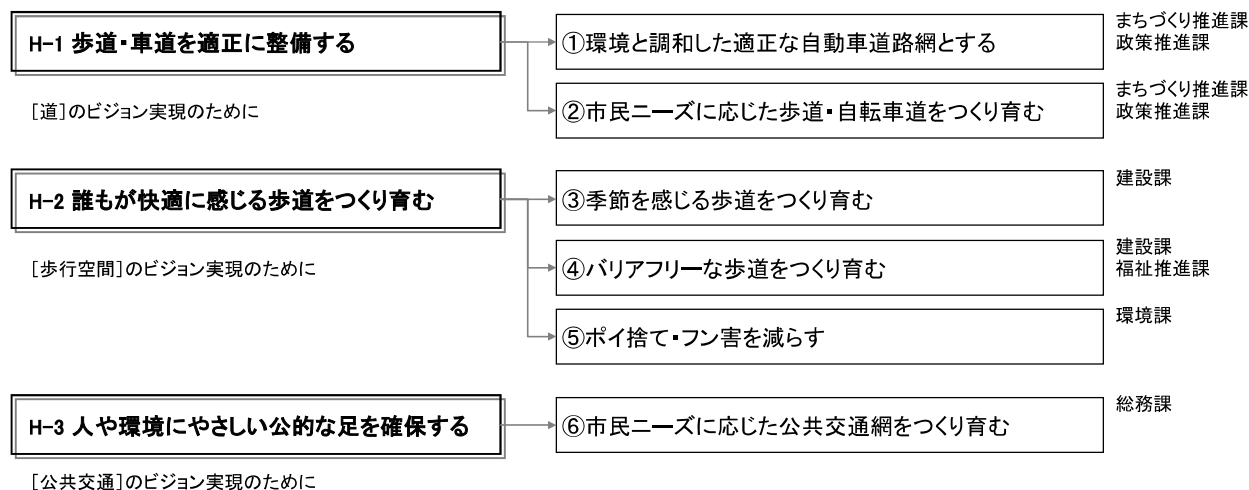 H-1 歩道・車道を適正に整備する
①環境と調和した適正な自動車道路網とする
まちづくり推進課
政策推進課
[道]のビジョン実現のために
②市民ニーズに応じた歩道・自転車道をつくり育む
まちづくり推進課
政策推進課
H-2 誰もが快適に感じる歩道をつくり育む
③季節を感じる歩道をつくり育む
建設課
[歩行空間]のビジョン実現のために
④バリアフリーな歩道をつくり育む
建設課
福祉推進課
⑤ポイ捨て・フン害を減らす
環境課
H-3 人や環境にやさしい公的な足を確保する
⑥市民ニーズに応じた公共交通網をつくり育む
総務課
[公共交通]のビジョン実現のために